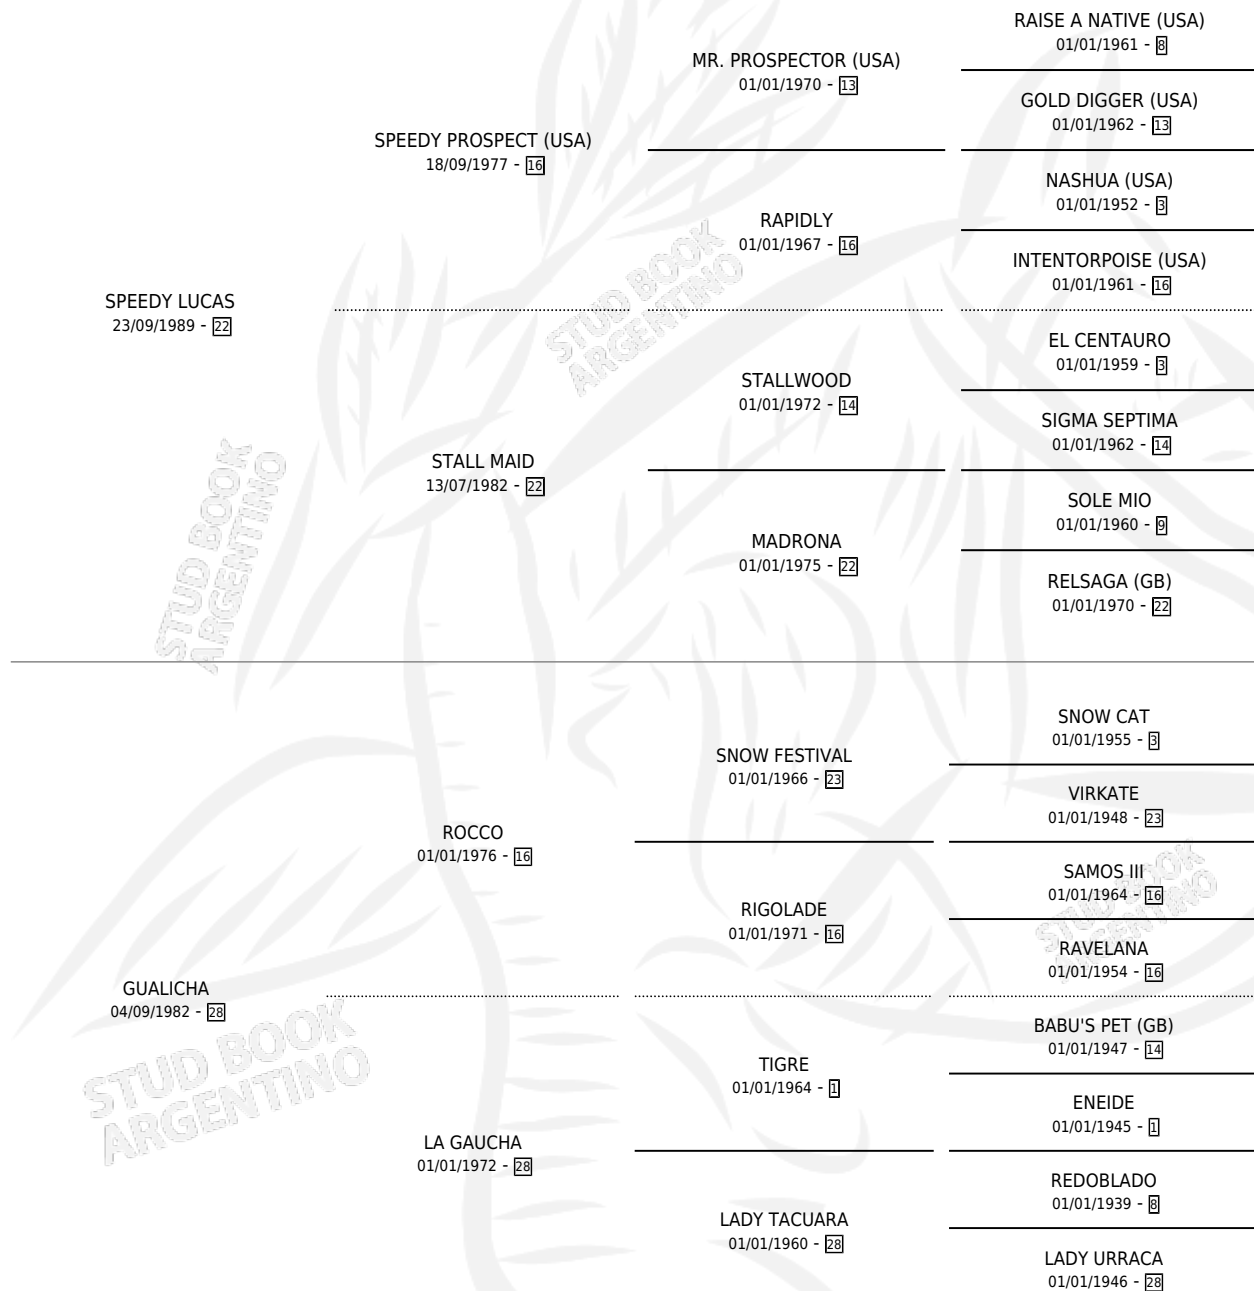 SPEEDY LUCAS
23/09/1989 - 22
SPEEDY PROSPECT (USA)
18/09/1977 - 16
MR. PROSPECTOR (USA)
01/01/1970 - 13
RAISE A NATIVE (USA)
01/01/1961 - 8
GOLD DIGGER (USA)
01/01/1962 - 13
RAPIDLY
01/01/1967 - 16
NASHUA (USA)
01/01/1952 - 3
INTENTORPOISE (USA)
01/01/1961 - 16
STALL MAID
13/07/1982 - 22
STALLWOOD
01/01/1972 - 14
EL CENTAURO
01/01/1959 - 3
SIGMA SEPTIMA
01/01/1962 - 14
MADRONA
01/01/1975 - 22
SOLE MIO
01/01/1960 - 9
RELSAGA (GB)
01/01/1970 - 22
GUALICHA
04/09/1982 - 28
ROCCO
01/01/1976 - 16
SNOW FESTIVAL
01/01/1966 - 23
SNOW CAT
01/01/1955 - 3
VIRKATE
01/01/1948 - 23
RIGOLADE
01/01/1971 - 16
SAMOS III
01/01/1964 - 16
RAVELANA
01/01/1954 - 16
LA GAUCHA
01/01/1972 - 28
TIGRE
01/01/1964 - 1
BABU'S PET (GB)
01/01/1947 - 14
ENEIDE
01/01/1945 - 1
LADY TACUARA
01/01/1960 - 28
REDOBLADO
01/01/1939 - 8
LADY URRACA
01/01/1946 - 28
STUD BOOK
ARGENTINO
STUD BOOK
ARGENTINO
STUD BOOK
ARGENTINO
STUD BOOK
ARGENTINO